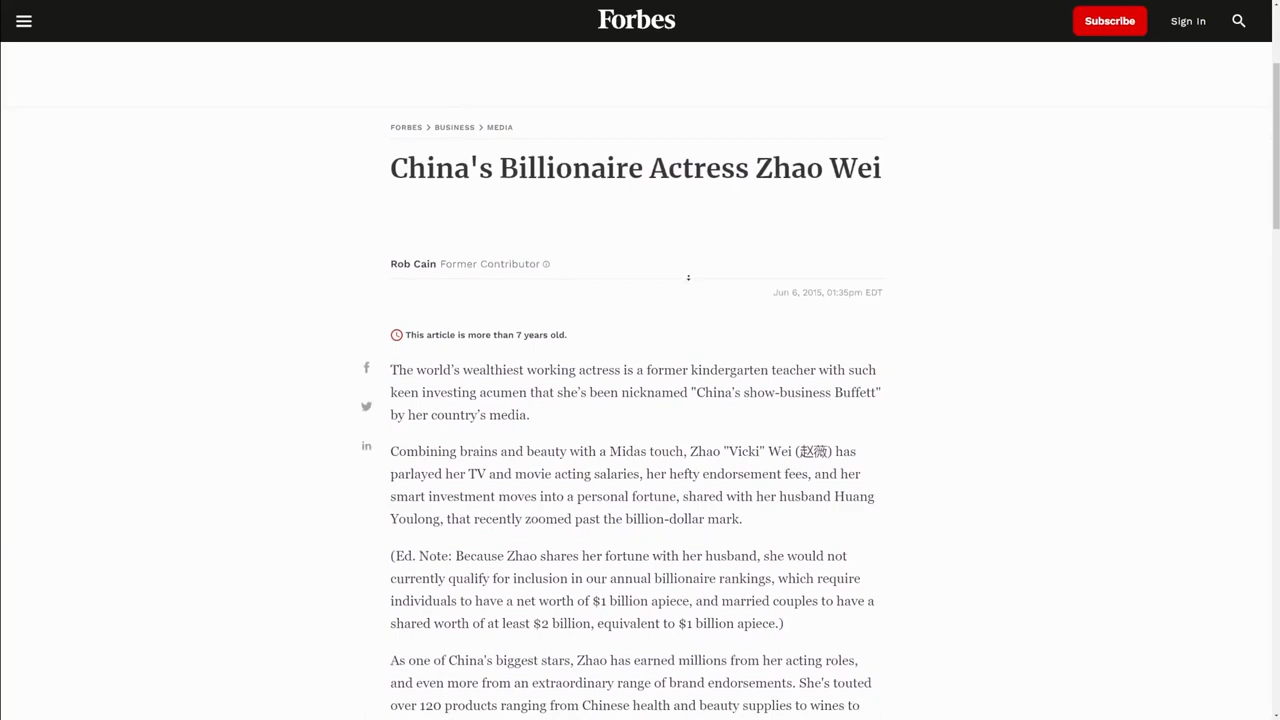 Forbes
Subscribe
Sign In
FORBES > BUSINESS > MEDIA
China's Billionaire Actress Zhao Wei
Rob Cain Former Contributor
Jun 6, 2015, 01:35pm EDT
This article is more than 7 years old.
The world’s wealthiest working actress is a former kindergarten teacher with such
keen investing acumen that she’s been nicknamed "China's show-business Buffett"
by her country’s media.
Combining brains and beauty with a Midas touch, Zhao "Vicki" Wei (赵薇) has
parlayed her TV and movie acting salaries, her hefty endorsement fees, and her
smart investment moves into a personal fortune, shared with her husband Huang
Youlong, that recently zoomed past the billion-dollar mark.
(Ed. Note: Because Zhao shares her fortune with her husband, she would not
currently qualify for inclusion in our annual billionaire rankings, which require
individuals to have a net worth of $1 billion apiece, and married couples to have a
shared worth of at least $2 billion, equivalent to $1 billion apiece.)
As one of China's biggest stars, Zhao has earned millions from her acting roles,
and even more from an extraordinary range of brand endorsements. She's touted
over 120 products ranging from Chinese health and beauty supplies to wines to